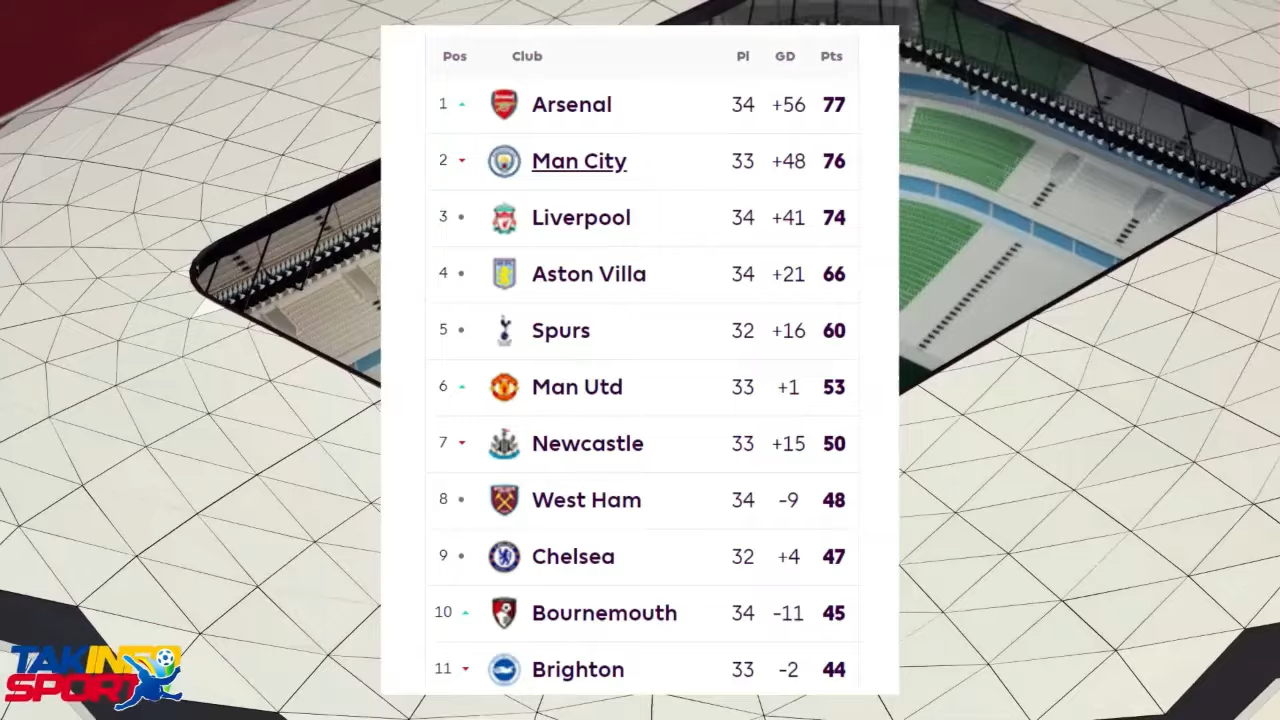 Pos Club Pl GD Pts
1 Arsenal 34 +56 77
2 Man City 33 +48 76
3 Liverpool 34 +41 74
4 Aston Villa 34 +21 66
5 Spurs 32 +16 60
6 Man Utd 33 +1 53
7 Newcastle 33 +15 50
8 West Ham 34 -9 48
9 Chelsea 32 +4 47
10 Bournemouth 34 -11 45
11 Brighton 33 -2 44
TAKINFO
SPORT